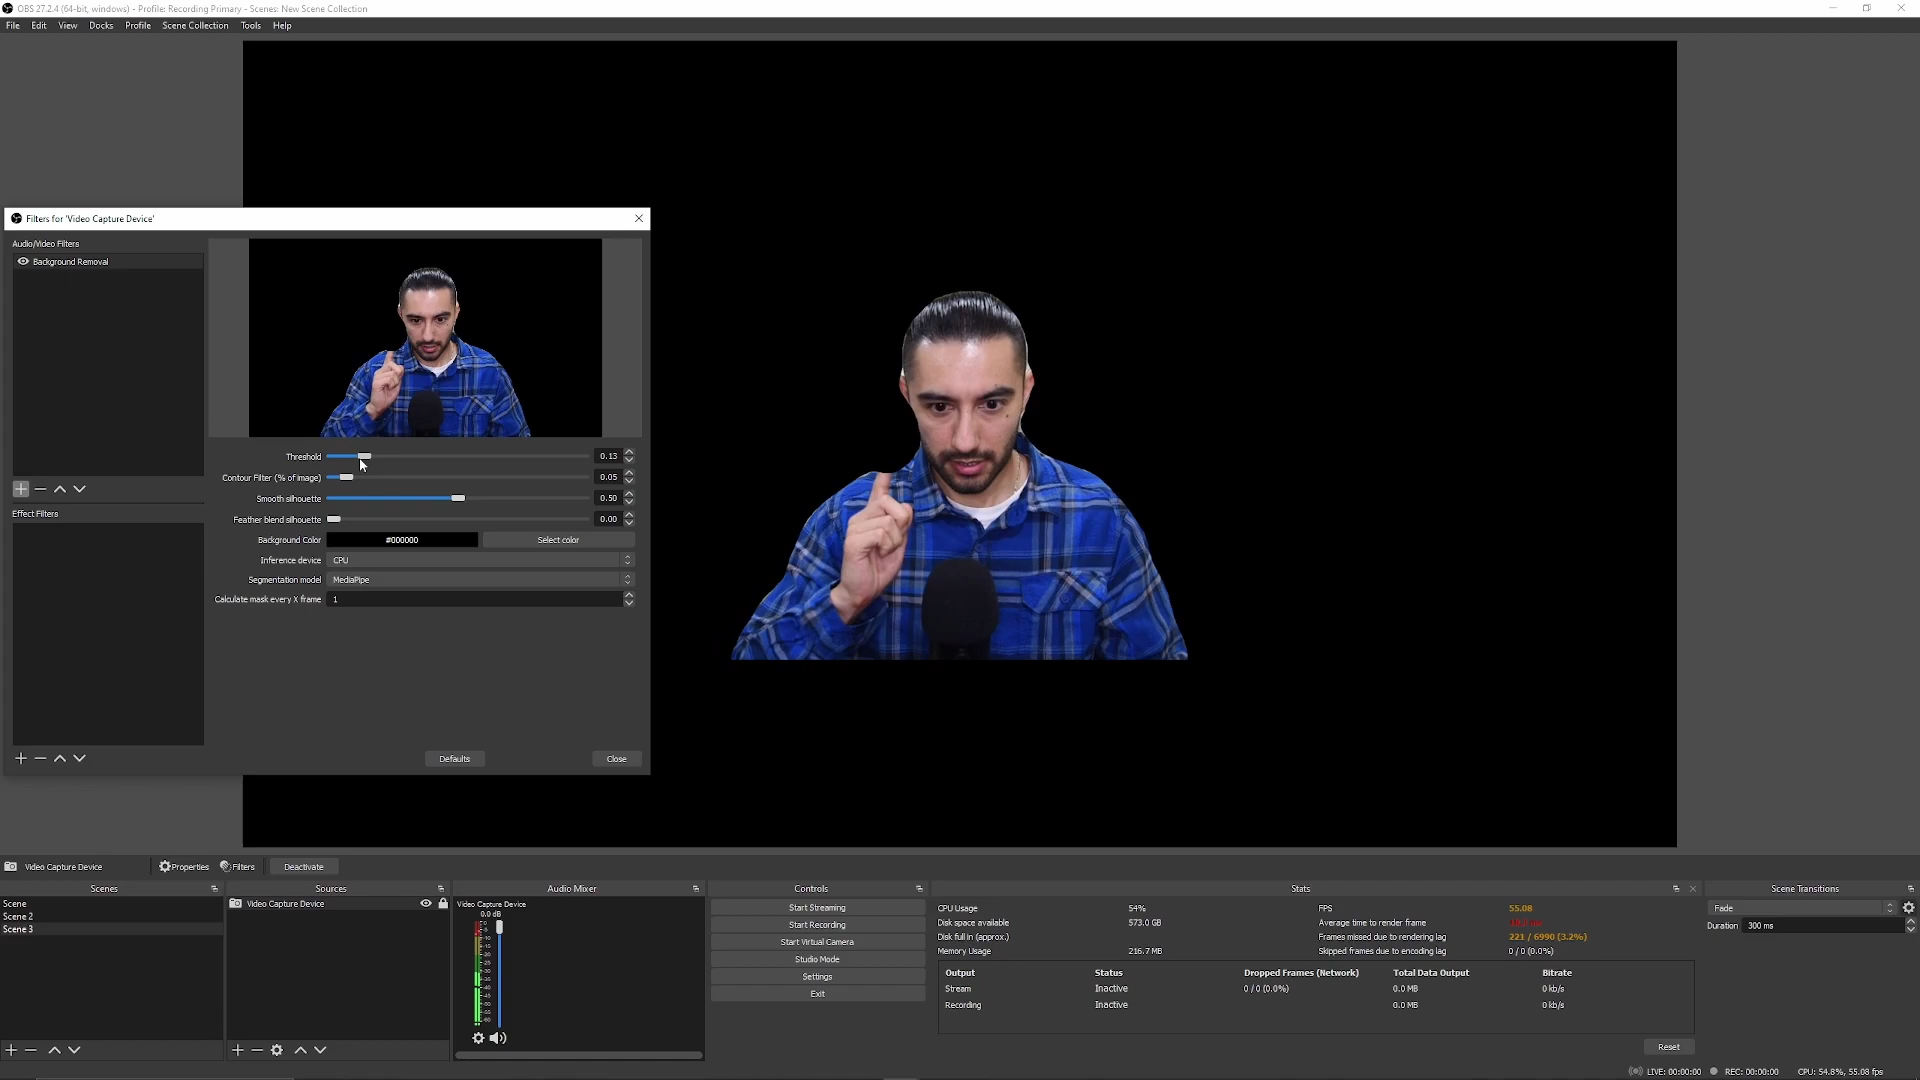 OBS 27.2.4 (64-bit, windows) - Profile: Recording Primary - Scenes: New Scene Collection
File Edit View Docks Profile Scene Collection Tools Help
Filters for 'Video Capture Device'
Audio/Video Filters
Background Removal
Threshold 0.13
Contour Filter (% of image) 0.05
Smooth silhouette 0.50
Feather blend silhouette 0.00
Background Color #000000 Select color
Inference device CPU
Segmentation model MediaPipe
Calculate mask every X frame 1
Effect Filters
Defaults Close
Video Capture Device Properties Filters Deactivate
Scenes
Scene
Scene 2
Scene 3
Sources
Video Capture Device
Audio Mixer
Video Capture Device
0.0 dB
Controls
Start Streaming
Start Recording
Start Virtual Camera
Studio Mode
Settings
Exit
Stats
CPU Usage 54% FPS 55.08
Disk space available 573.0 GB Average time to render frame
Disk full in (approx.) Frames missed due to rendering lag 221 / 6990 (3.2%)
Memory Usage 216.7 MB Skipped frames due to encoding lag 0 / 0 (0.0%)
Output Status Dropped Frames (Network) Total Data Output Bitrate
Stream Inactive 0 / 0 (0.0%) 0.0 MB 0 kb/s
Recording Inactive 0.0 MB 0 kb/s
Reset
Scene Transitions
Fade
Duration 300 ms
LIVE: 00:00:00 REC: 00:00:00 CPU: 54.8%, 55.08 fps